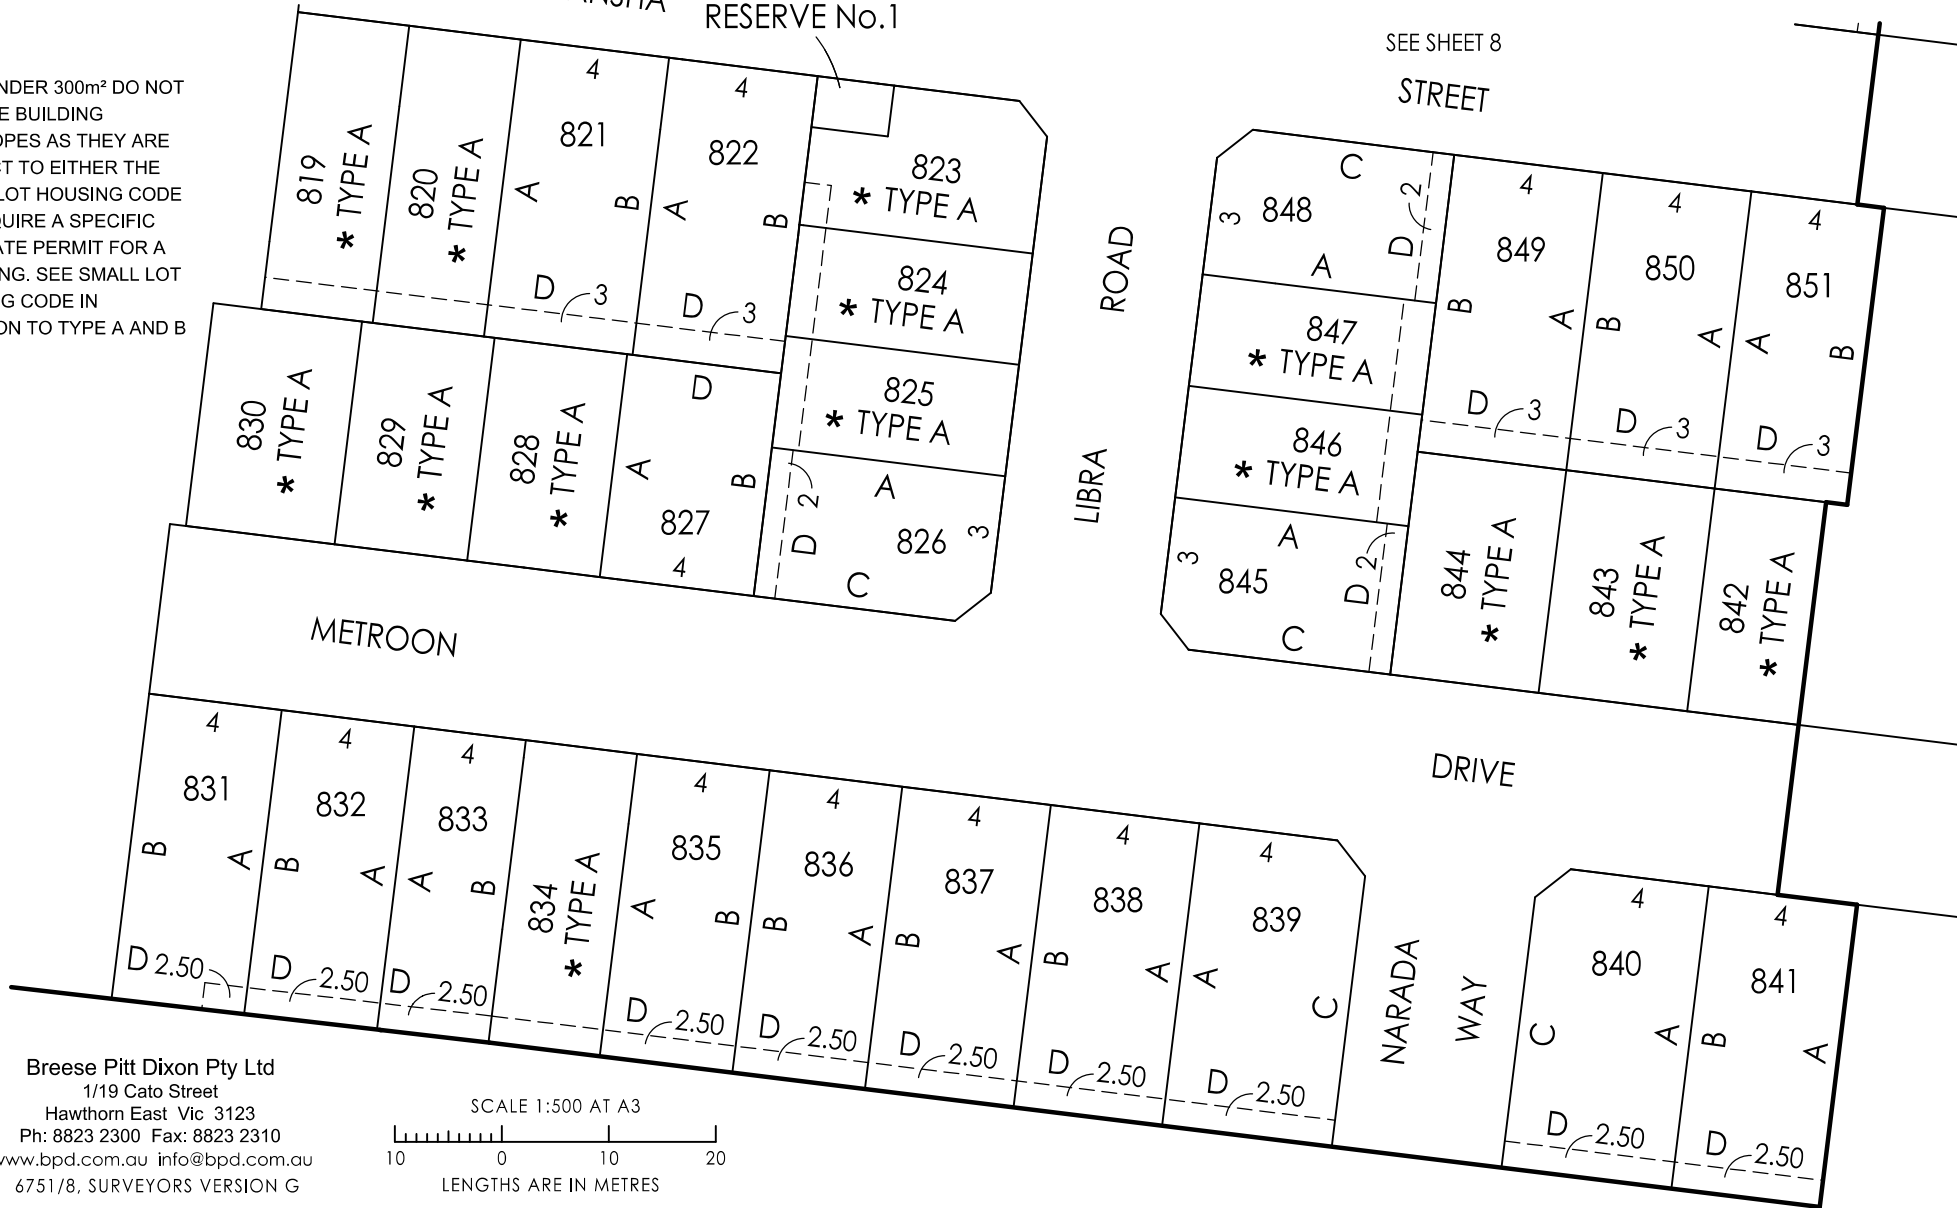 RESERVE No.1
SEE SHEET 8
STREET
NDER 300m² DO NOT
E BUILDING
OPES AS THEY ARE
T TO EITHER THE
LOT HOUSING CODE
QUIRE A SPECIFIC
ATE PERMIT FOR A
NG. SEE SMALL LOT
G CODE IN
ON TO TYPE A AND B
819
* TYPE A
820
* TYPE A
4
821
A
B
D 3
4
822
A
B
D 3
823
* TYPE A
824
* TYPE A
825
* TYPE A
A
826
3
D 2
C
830
* TYPE A
829
* TYPE A
828
* TYPE A
D
A
B
827
4
LIBRA ROAD
C
848
3
A
D 2
847
* TYPE A
846
* TYPE A
A
845
3
D 2
C
4
849
B
A
D 3
4
850
B
A
D 3
4
851
A
B
D 3
844
* TYPE A
843
* TYPE A
842
* TYPE A
METROON DRIVE
4
831
B
A
D 2.50
4
832
B
A
D 2.50
4
833
A
B
D 2.50
834
* TYPE A
4
835
A
B
D 2.50
4
836
B
A
D 2.50
4
837
B
A
D 2.50
4
838
B
A
D 2.50
4
839
A
C
D 2.50
NARADA
WAY
4
840
C
A
D 2.50
4
841
B
A
D 2.50
Breese Pitt Dixon Pty Ltd
1/19 Cato Street
Hawthorn East Vic 3123
Ph: 8823 2300 Fax: 8823 2310
www.bpd.com.au info@bpd.com.au
6751/8, SURVEYORS VERSION G
SCALE 1:500 AT A3
10 0 10 20
LENGTHS ARE IN METRES